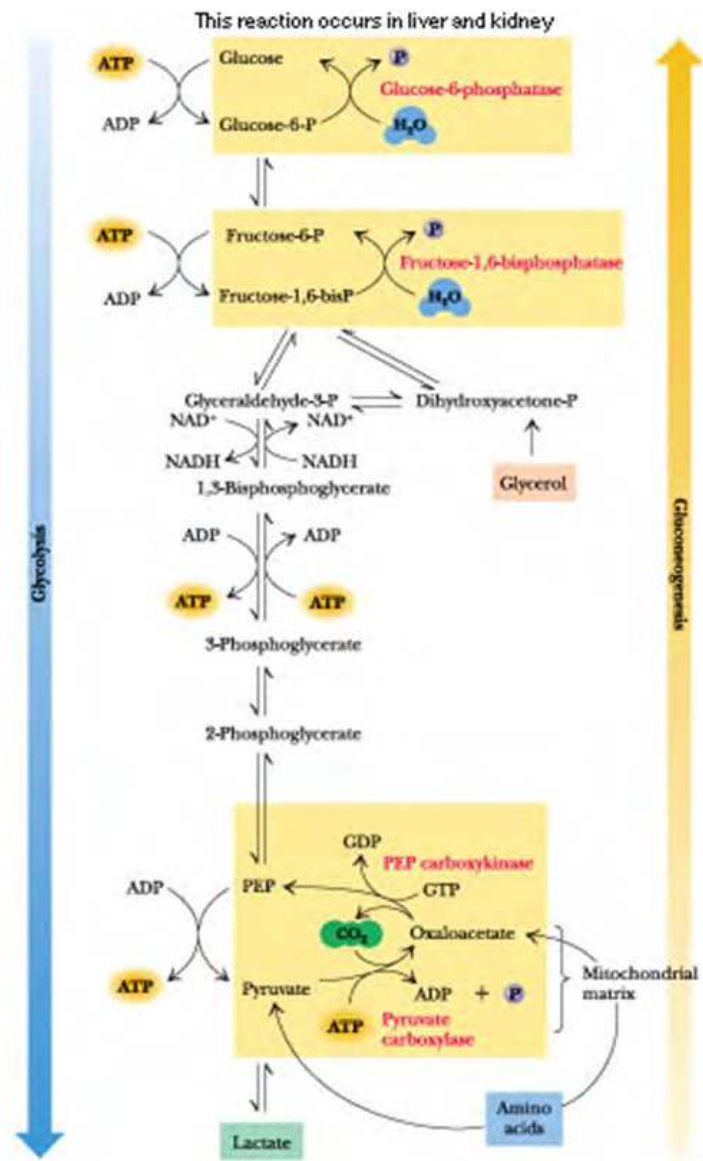 This reaction occurs in liver and kidney
ATP
Glucose
P
Glucose-6-phosphatase
ADP
Glucose-6-P
H₂O
ATP
Fructose-6-P
P
Fructose-1,6-bisphosphatase
ADP
Fructose-1,6-bisP
H₂O
Glyceraldehyde-3-P
Dihydroxyacetone-P
NAD⁺
NAD⁺
NADH
NADH
Glycerol
1,3-Bisphosphoglycerate
ADP
ADP
ATP
ATP
3-Phosphoglycerate
2-Phosphoglycerate
Glycolysis
Gluconeogenesis
GDP
PEP carboxykinase
ADP
PEP
GTP
CO₂
Oxaloacetate
Mitochondrial
matrix
ATP
Pyruvate
ADP + P
ATP
Pyruvate
carboxylase
Amino
acids
Lactate